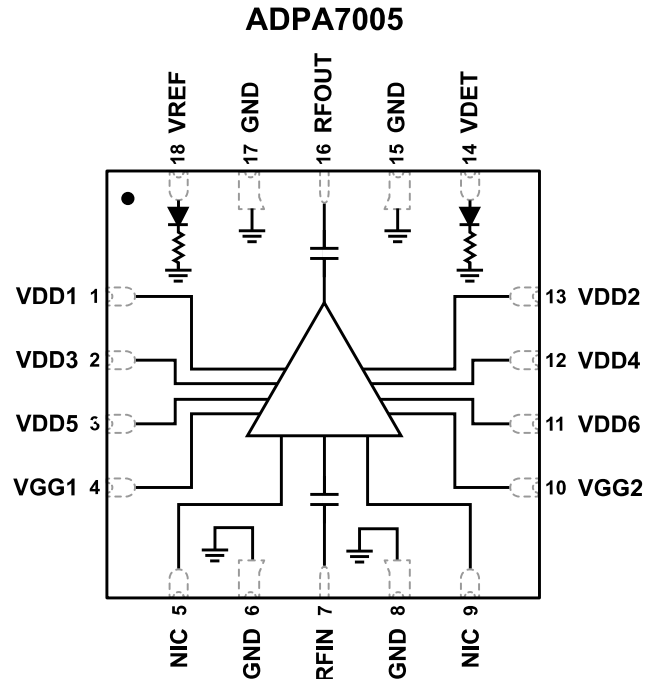 ADPA7005
18 VREF
17 GND
16 RFOUT
15 GND
14 VDET
VDD1 1
13 VDD2
VDD3 2
12 VDD4
VDD5 3
11 VDD6
VGG1 4
10 VGG2
NIC 5
GND 6
RFIN 7
GND 8
NIC 9